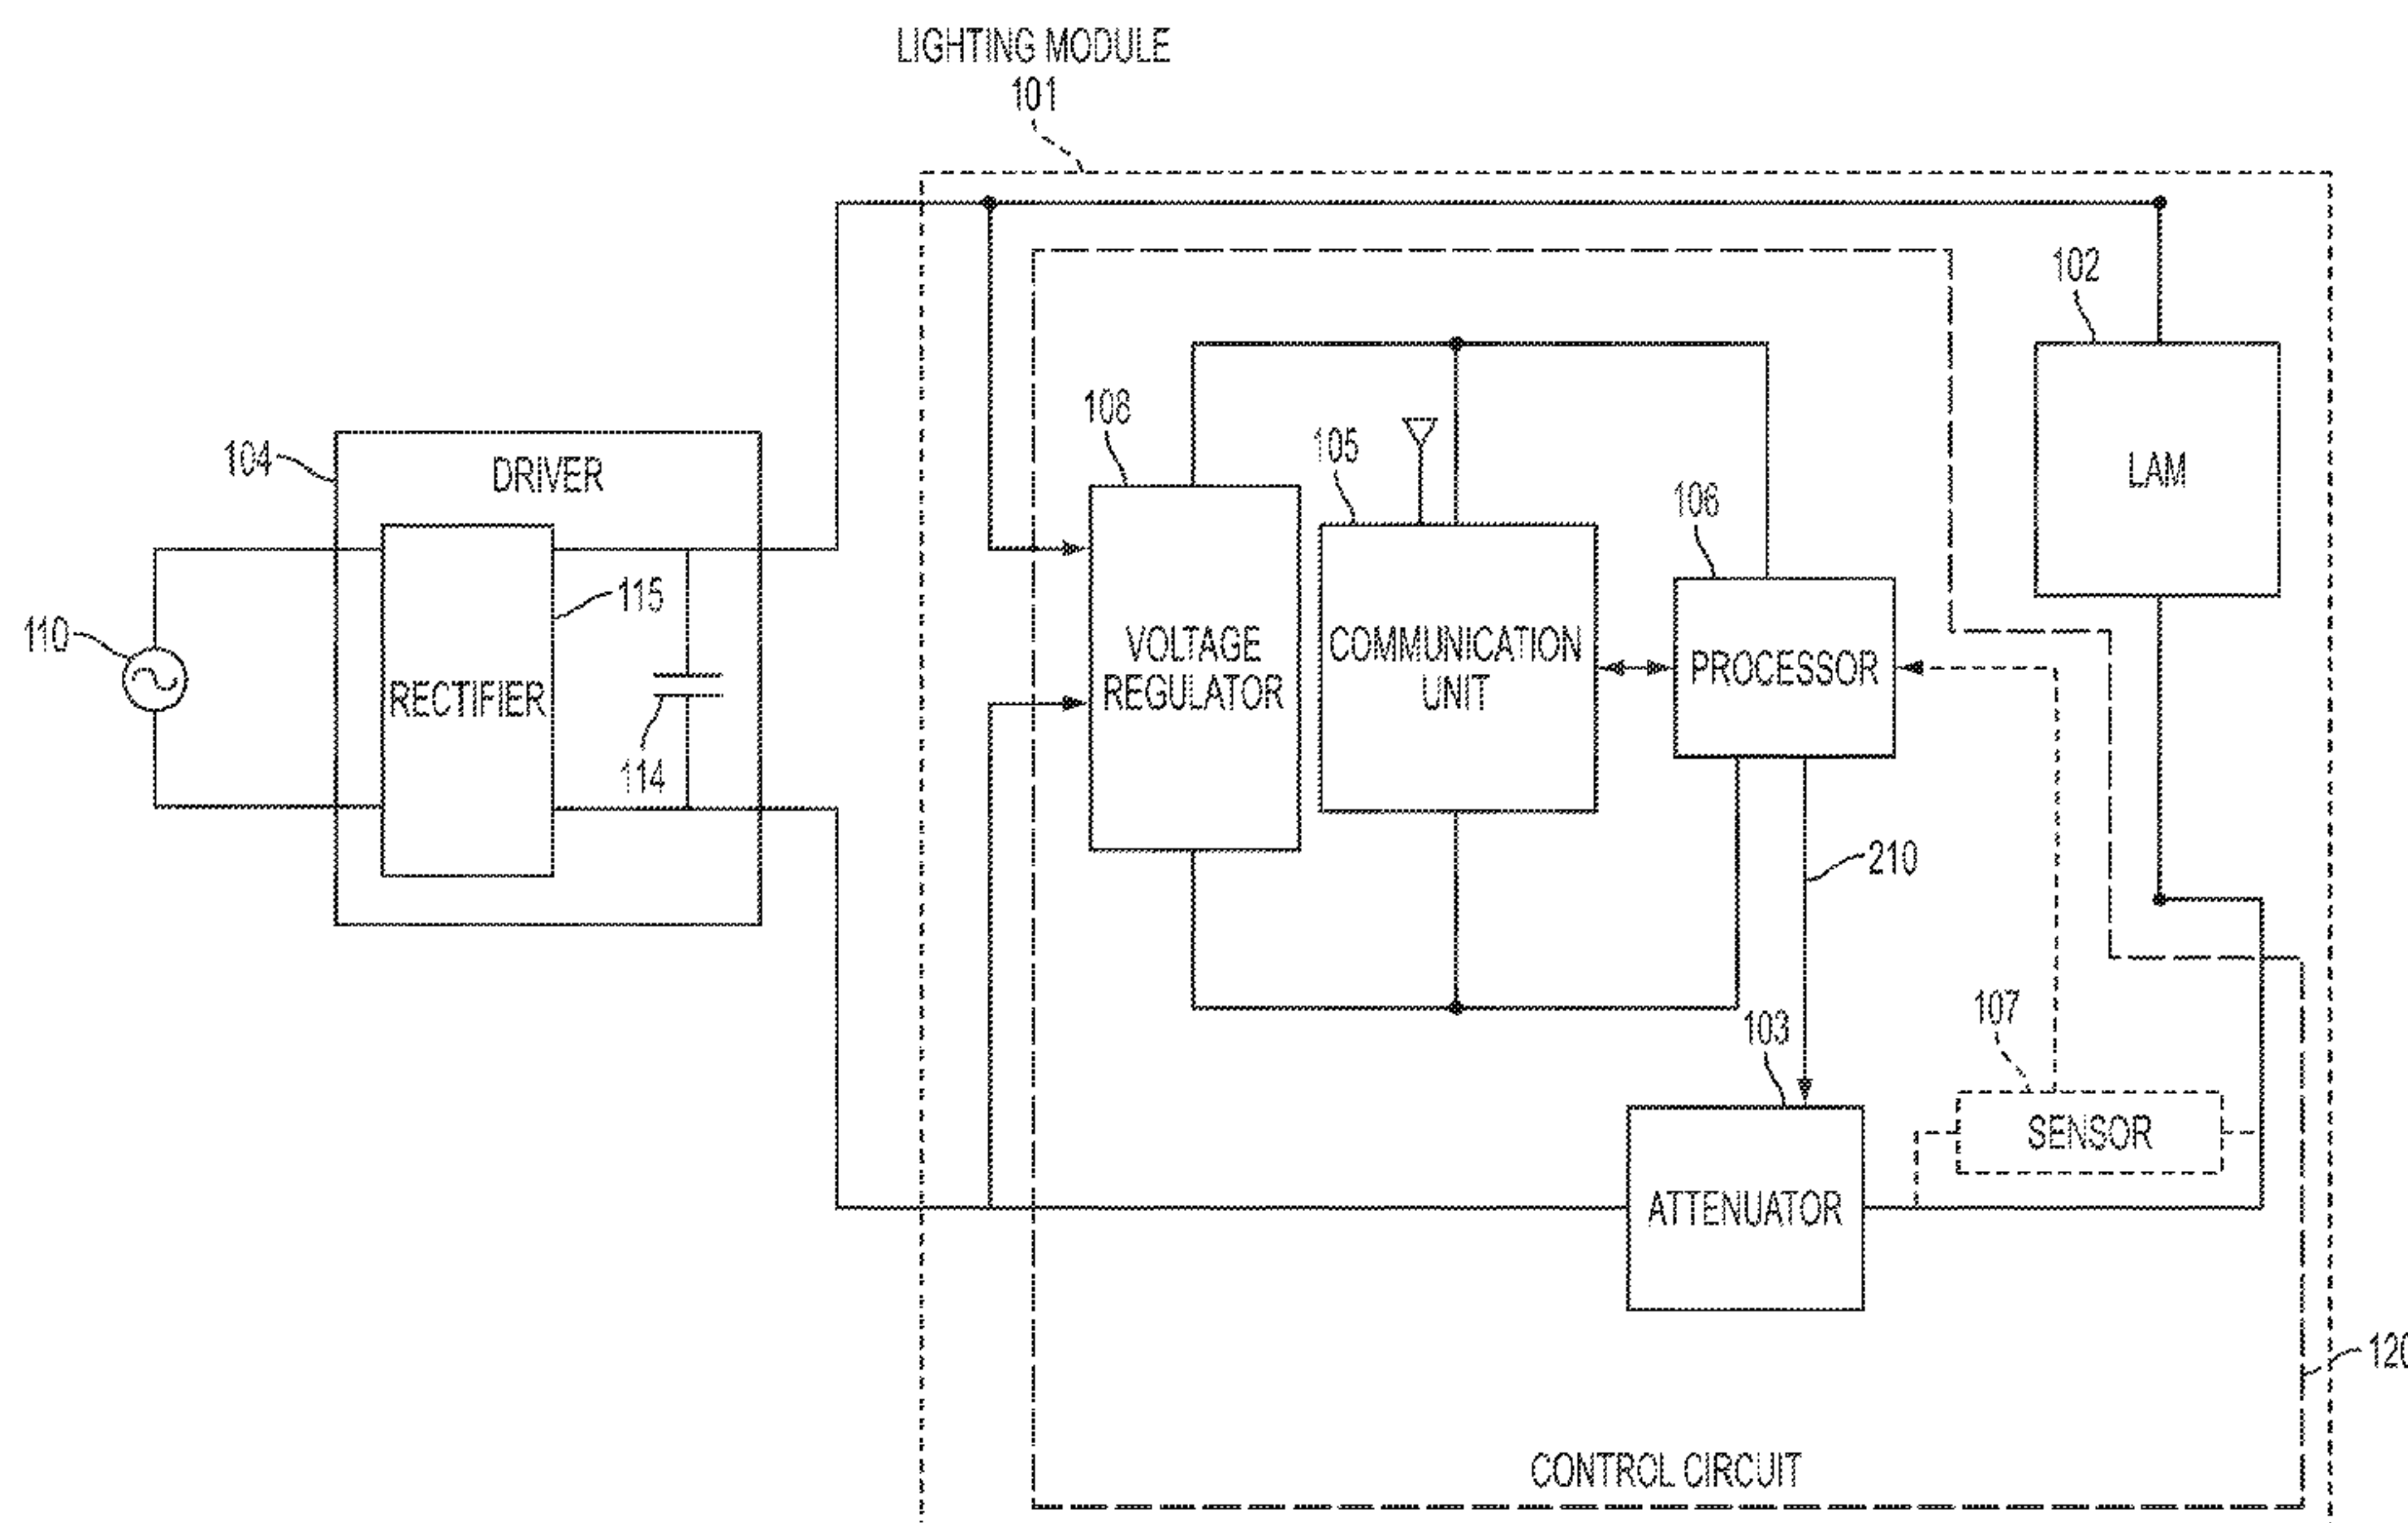 LIGHTING MODULE
101
102
LAM
108
105
106
104
DRIVER
115
110
RECTIFIER
114
VOLTAGE
REGULATOR
COMMUNICATION
UNIT
PROCESSOR
210
107
103
SENSOR
ATTENUATOR
120
CONTROL CIRCUIT